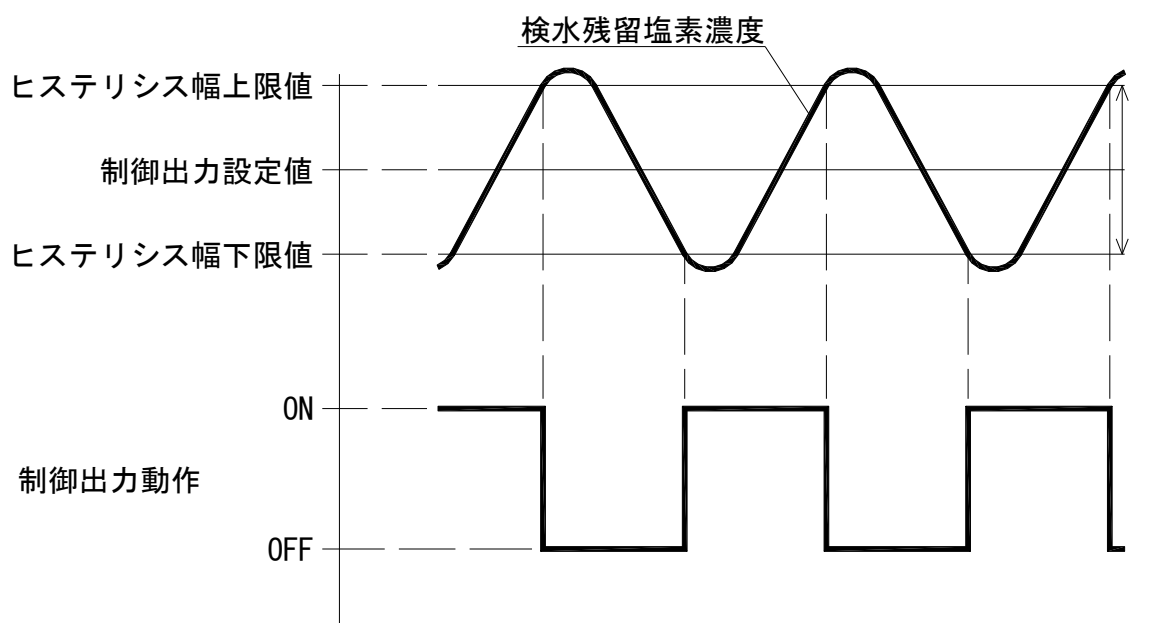 検水残留塩素濃度
ヒステリシス幅上限値
制御出力設定値
ヒステリシス幅下限値
ON
制御出力動作
OFF